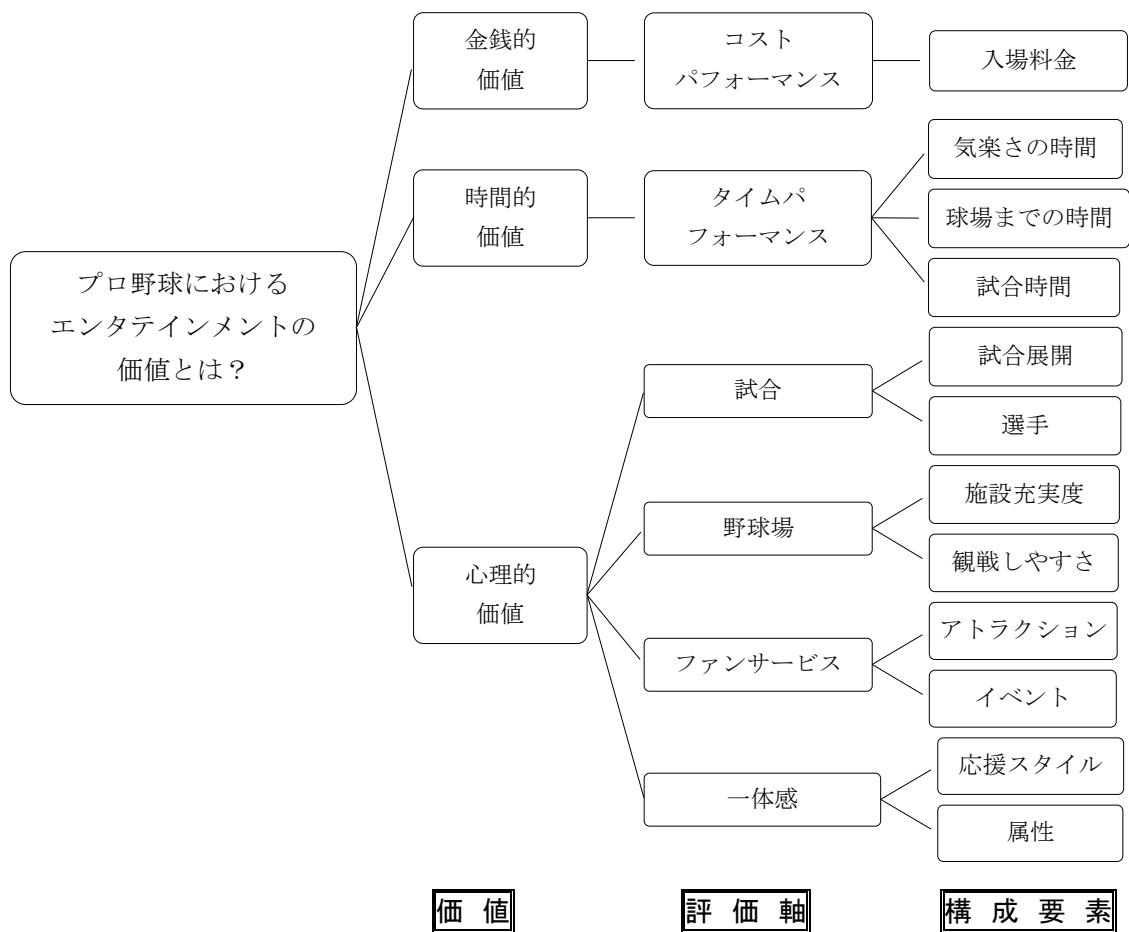 プロ野球における
エンタテインメントの
価値とは？
金銭的
価値
コスト
パフォーマンス
入場料金
時間的
価値
タイムパ
フォーマンス
気楽さの時間
球場までの時間
試合時間
心理的
価値
試合
試合展開
選手
野球場
施設充実度
観戦しやすさ
ファンサービス
アトラクション
イベント
一体感
応援スタイル
属性
価値
評価軸
構成要素